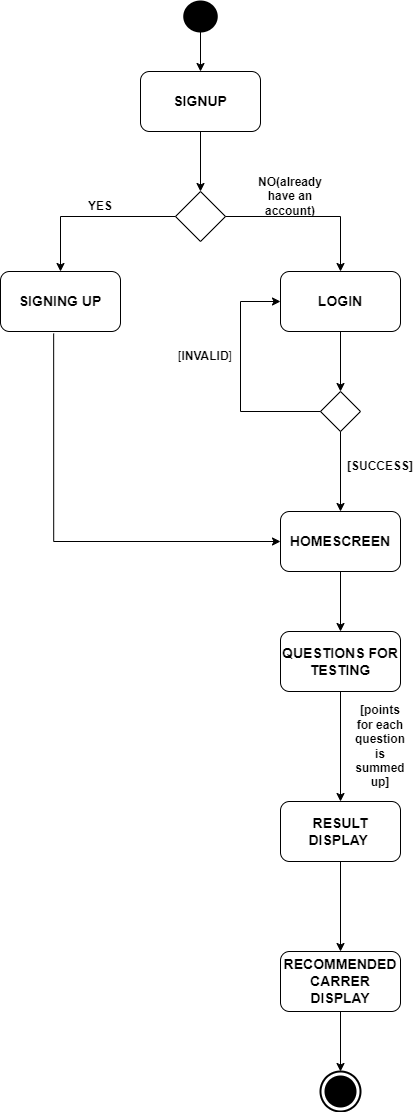 SIGNUP
NO(already
have an
account)
YES
SIGNING UP
LOGIN
[INVALID]
[SUCCESS]
HOMESCREEN
QUESTIONS FOR
TESTING
[points
for each
question
is
summed
up]
RESULT
DISPLAY
RECOMMENDED
CARRER
DISPLAY